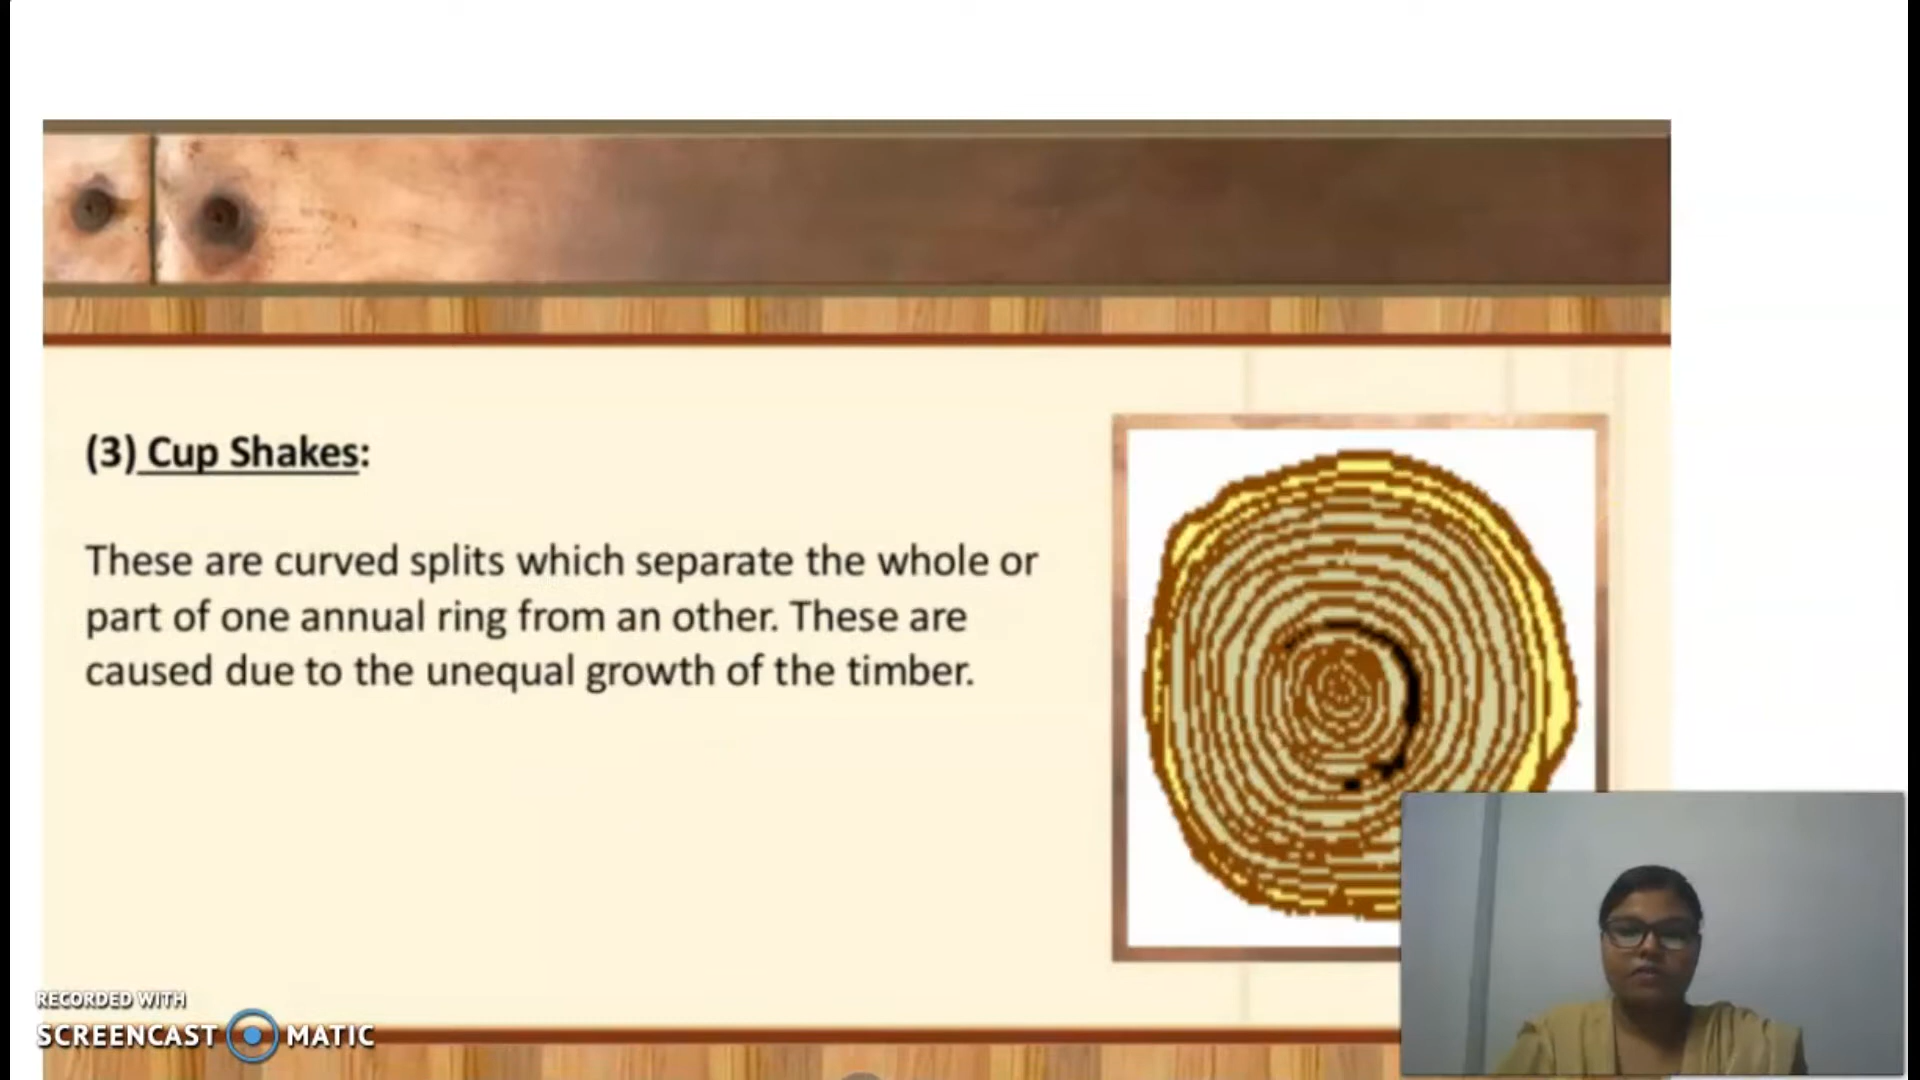 (3) Cup Shakes:
These are curved splits which separate the whole or
part of one annual ring from an other. These are
caused due to the unequal growth of the timber.
RECORDED WITH
SCREENCAST MATIC